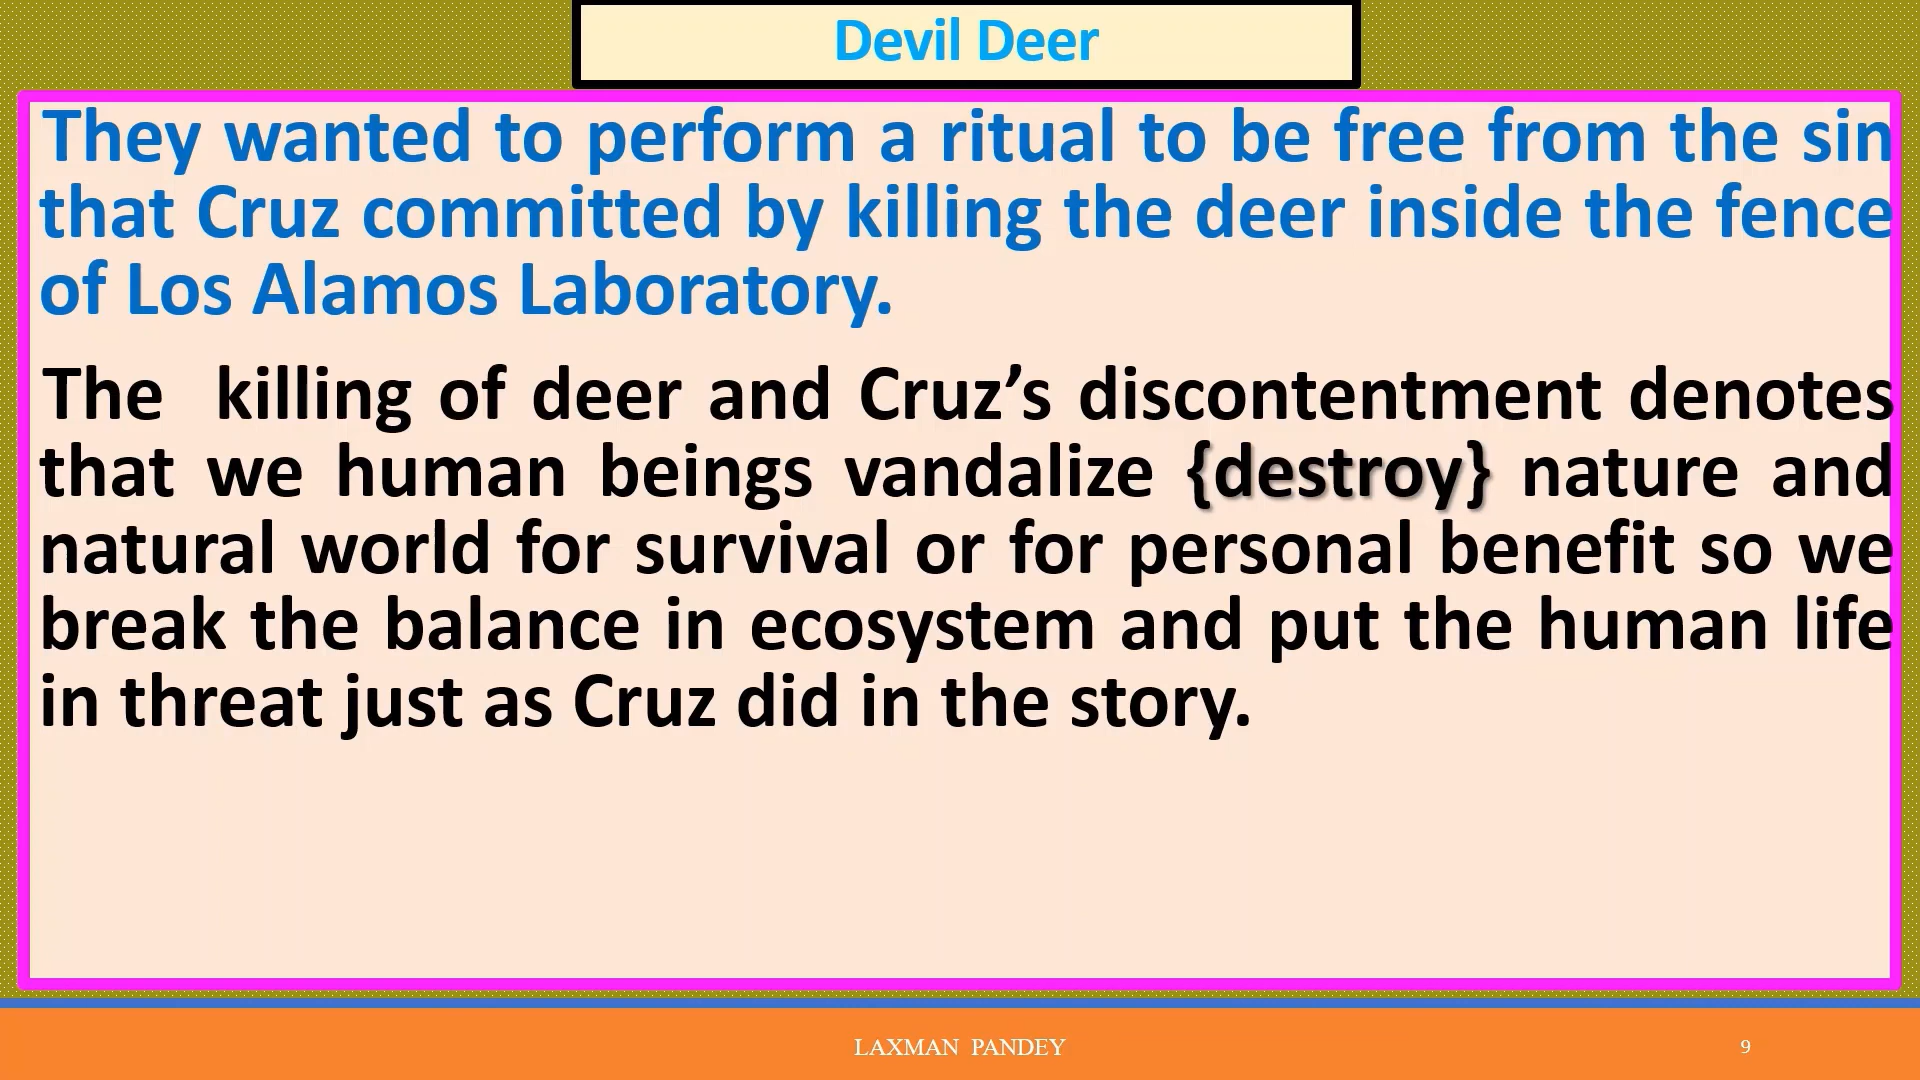 Devil Deer
They wanted to perform a ritual to be free from the sin
that Cruz committed by killing the deer inside the fence
of Los Alamos Laboratory.
The  killing of deer and Cruz’s discontentment denotes
that we human beings vandalize {destroy} nature and
natural world for survival or for personal benefit so we
break the balance in ecosystem and put the human life
in threat just as Cruz did in the story.
LAXMAN  PANDEY
9